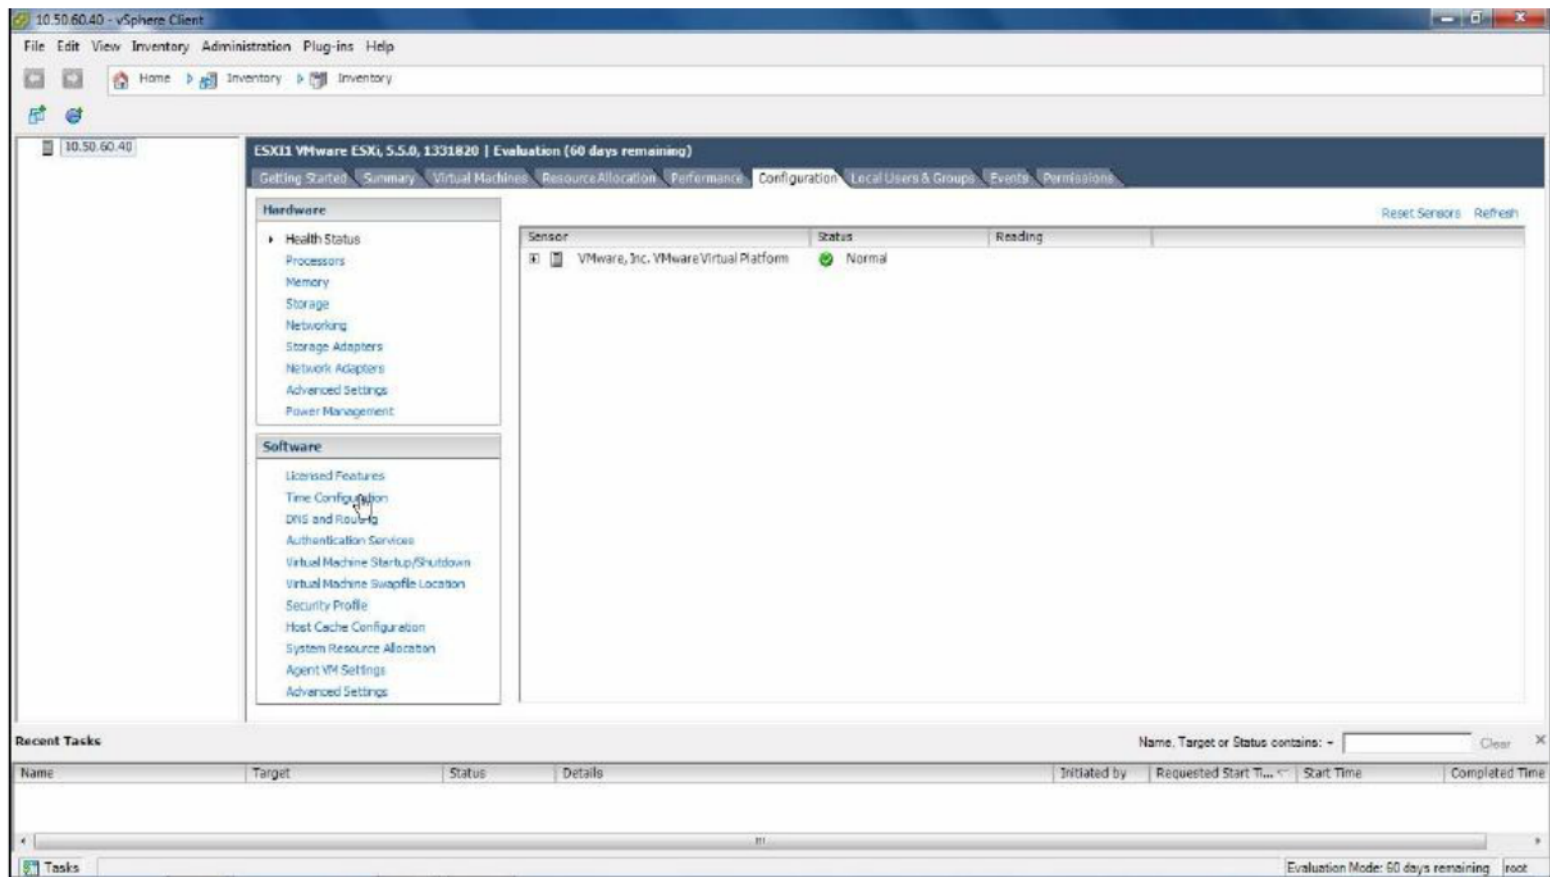 10.50.60.40 - vSphere Client
File Edit View Inventory Administration Plug-ins Help
Home Inventory Inventory
10.50.60.40
ESXI1 VMware ESXi, 5.5.0, 1331820 | Evaluation (60 days remaining)
Getting Started Summary Virtual Machines Resource Allocation Performance Configuration Local Users & Groups Events Permissions
Hardware
Health Status
Processors
Memory
Storage
Networking
Storage Adapters
Network Adapters
Advanced Settings
Power Management
Software
Licensed Features
Time Configuration
DNS and Routing
Authentication Services
Virtual Machine Startup/Shutdown
Virtual Machine Swapfile Location
Security Profile
Host Cache Configuration
System Resource Allocation
Agent VM Settings
Advanced Settings
Reset Sensors Refresh
Sensor Status Reading
VMware, Inc. VMware Virtual Platform Normal
Recent Tasks
Name, Target or Status contains: Clear
Name Target Status Details Initiated by Requested Start Ti... Start Time Completed Time
Tasks
Evaluation Mode: 60 days remaining root